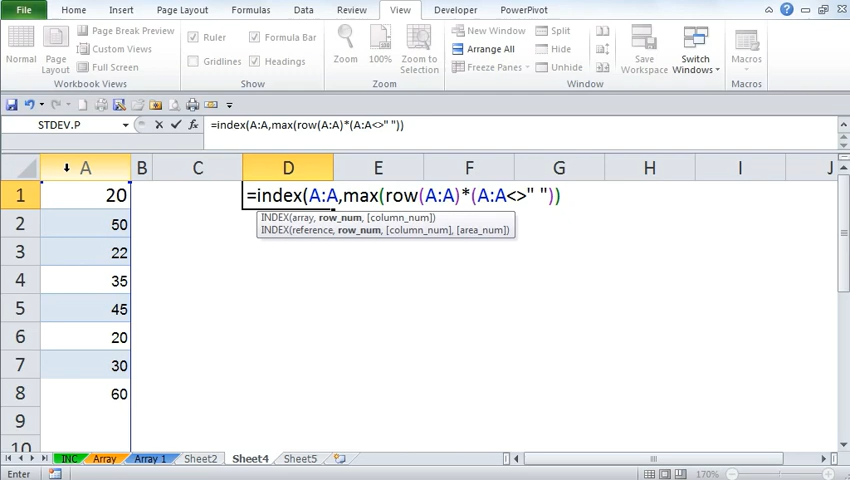 File Home Insert Page Layout Formulas Data Review View Developer PowerPivot
Normal Page Layout Page Break Preview Custom Views Full Screen
Workbook Views
Ruler Formula Bar
Gridlines Headings
Show
Zoom 100% Zoom to Selection
Zoom
New Window Split
Arrange All Hide
Freeze Panes Unhide
Save Workspace Switch Windows
Window
Macros
Macros
STDEV.P fx =index(A:A,max(row(A:A)*(A:A<>" "))
A B C D E F G H I J
1 20 =index(A:A,max(row(A:A)*(A:A<>" "))
INDEX(array, row_num, [column_num])
INDEX(reference, row_num, [column_num], [area_num])
2 50
3 22
4 35
5 45
6 20
7 30
8 60
9
10
INC Array Array 1 Sheet2 Sheet4 Sheet5
Enter 170%